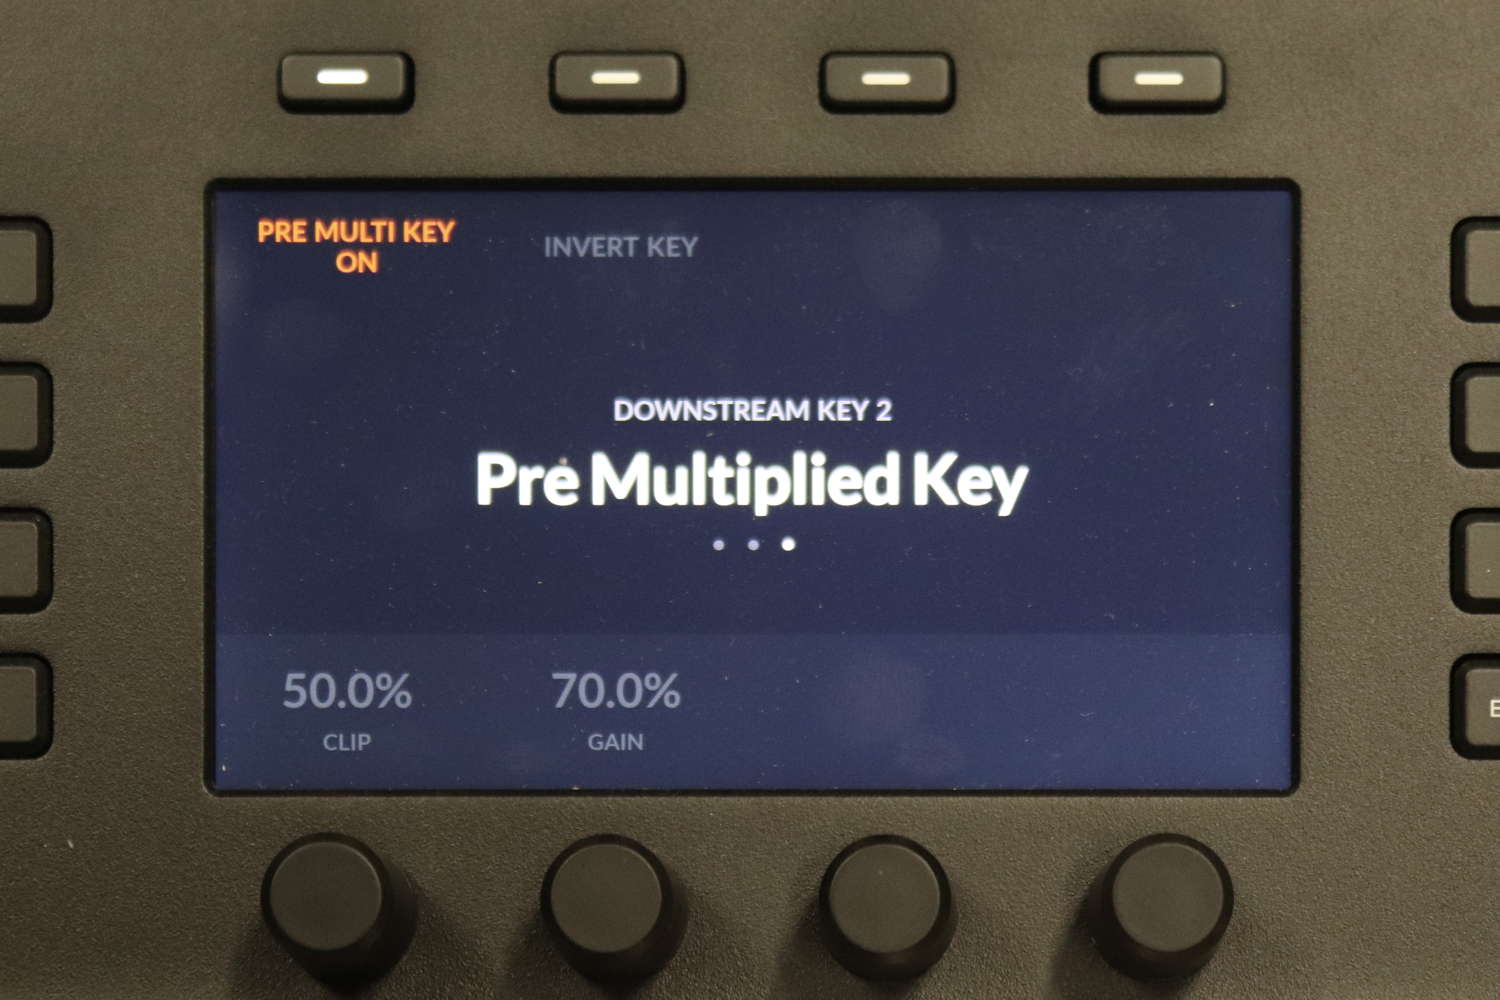 PRE MULTI KEY
ON
INVERT KEY
DOWNSTREAM KEY 2
Pre Multiplied Key
50.0%
70.0%
CLIP
GAIN